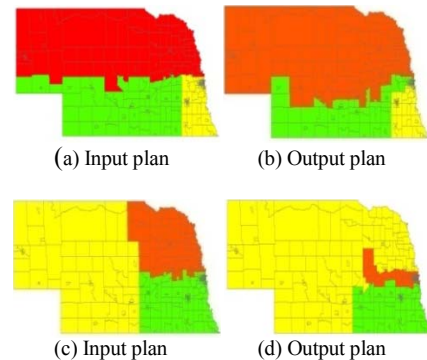 (a) Input plan
(b) Output plan
(c) Input plan
(d) Output plan